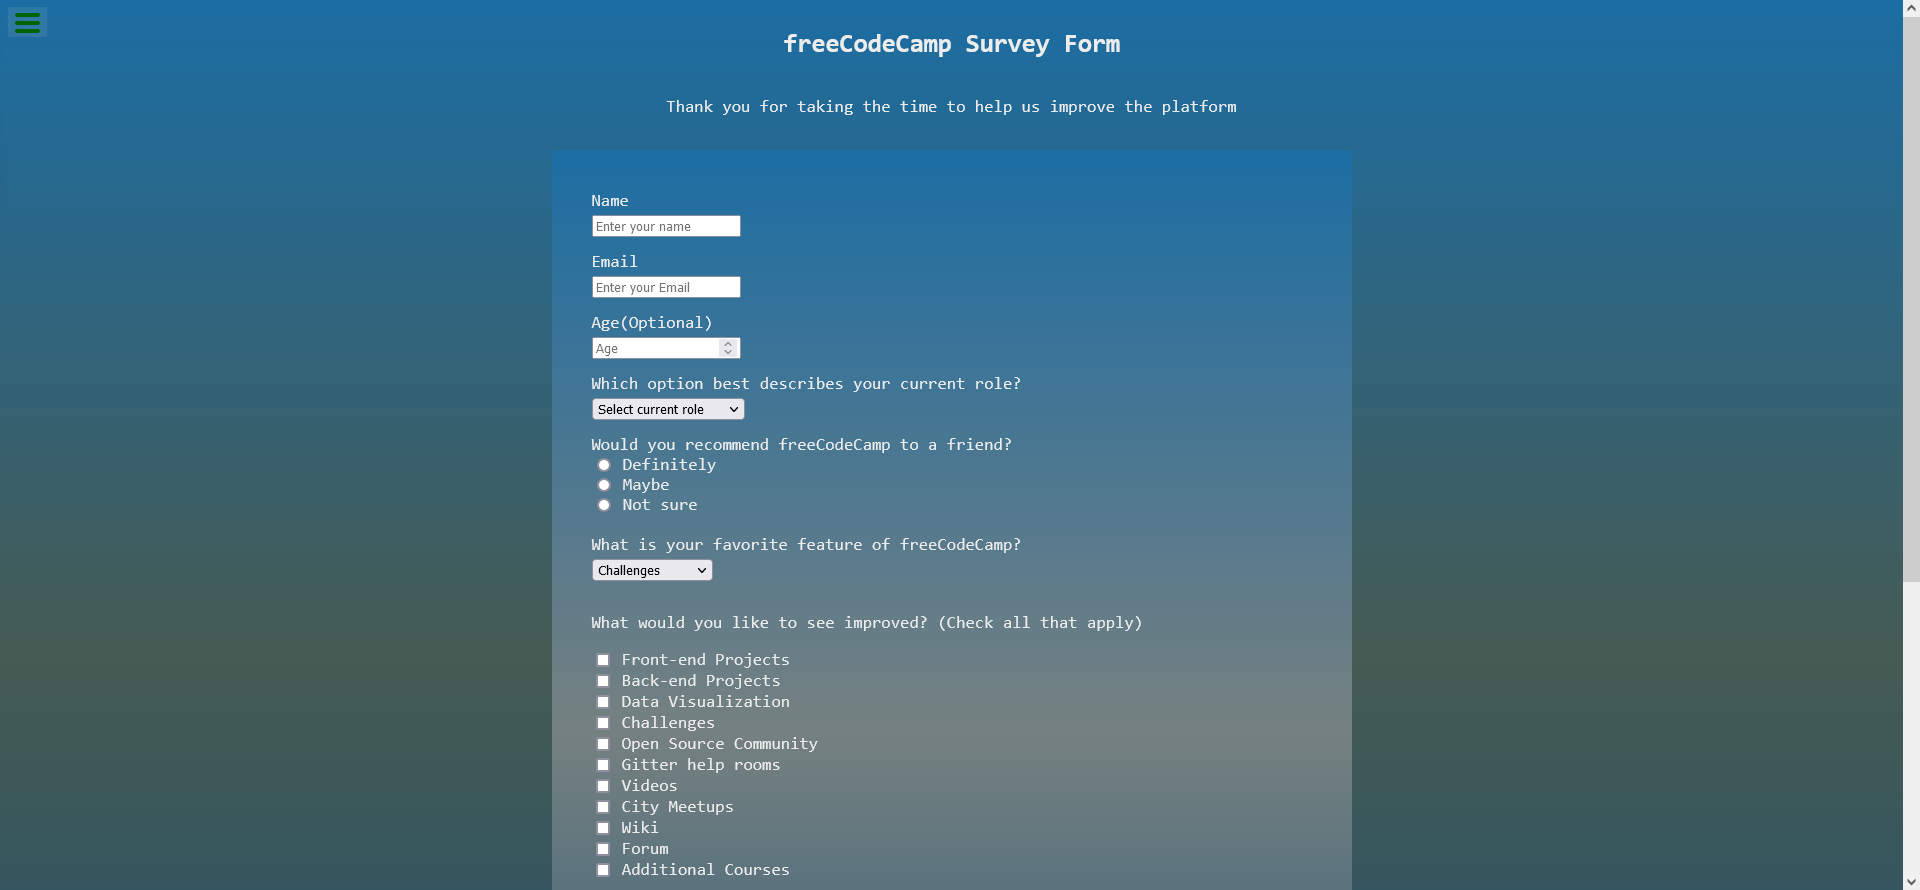 freeCodeCamp Survey Form
Thank you for taking the time to help us improve the platform
Name
Enter your name
Email
Enter your Email
Age(Optional)
Age
Which option best describes your current role?
Select current role
Would you recommend freeCodeCamp to a friend?
Definitely
Maybe
Not sure
What is your favorite feature of freeCodeCamp?
Challenges
What would you like to see improved? (Check all that apply)
Front-end Projects
Back-end Projects
Data Visualization
Challenges
Open Source Community
Gitter help rooms
Videos
City Meetups
Wiki
Forum
Additional Courses